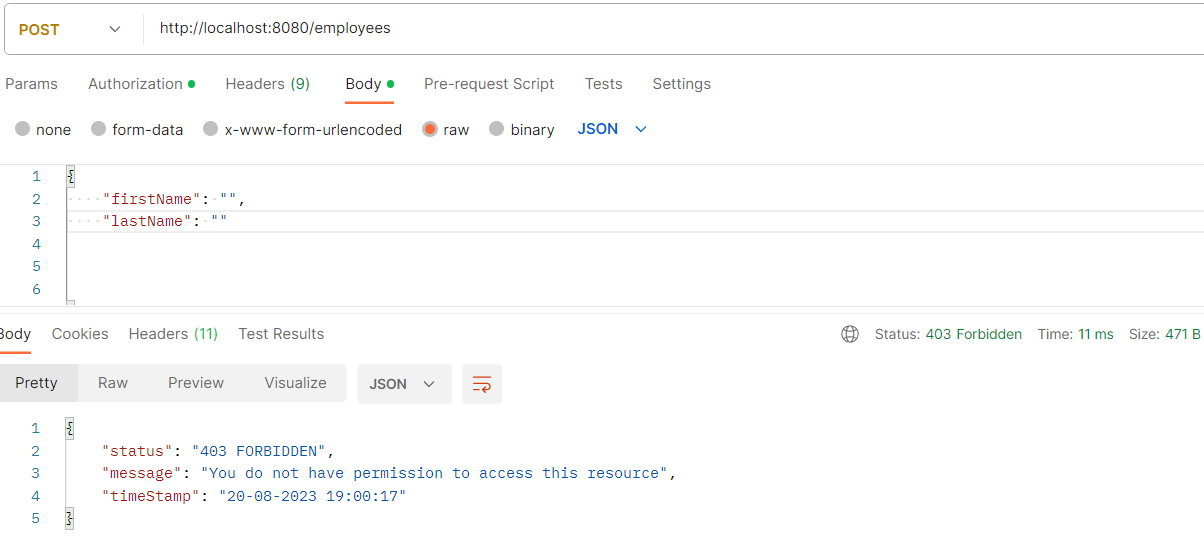 POST http://localhost:8080/employees
Params Authorization Headers (9) Body Pre-request Script Tests Settings
none form-data x-www-form-urlencoded raw binary JSON
1 {
2 "firstName": "",
3 "lastName": ""
4
5
6
Body Cookies Headers (11) Test Results Status: 403 Forbidden Time: 11 ms Size: 471 B
Pretty Raw Preview Visualize JSON
1 {
2 "status": "403 FORBIDDEN",
3 "message": "You do not have permission to access this resource",
4 "timeStamp": "20-08-2023 19:00:17"
5 }